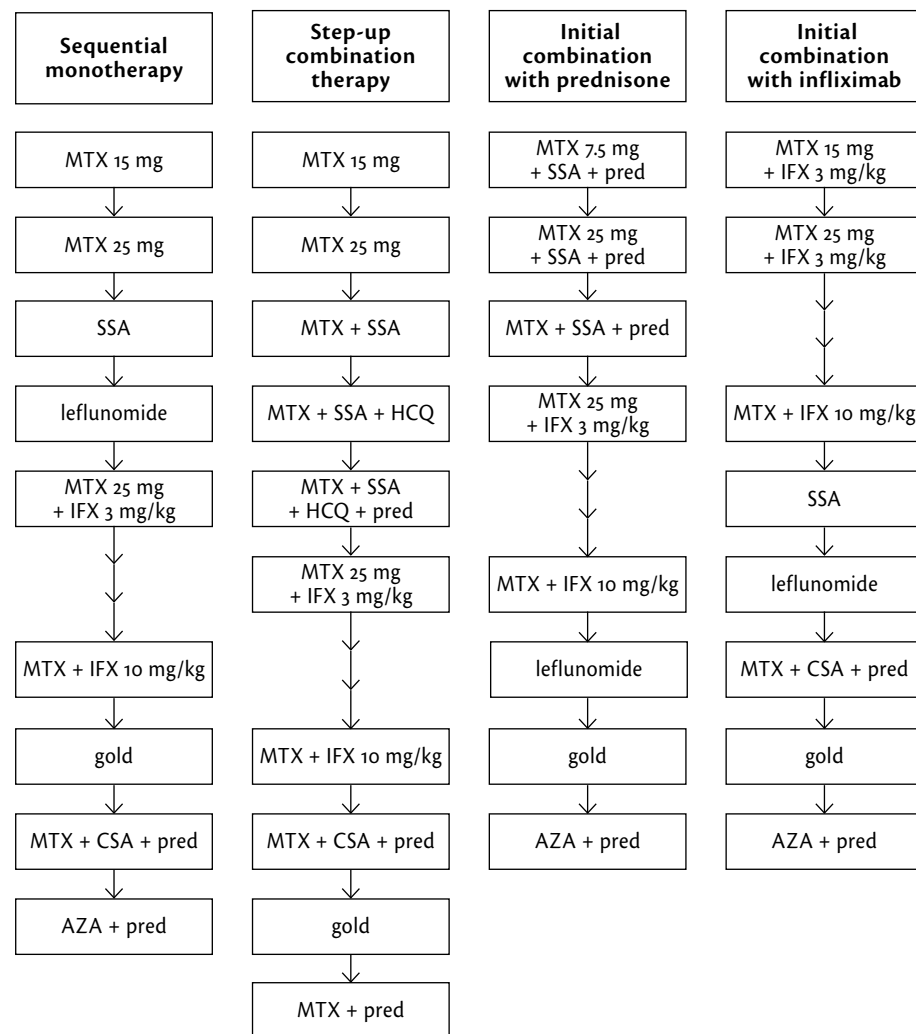 Sequential
monotherapy
MTX 15 mg
MTX 25 mg
SSA
leflunomide
MTX 25 mg
+ IFX 3 mg/kg
MTX + IFX 10 mg/kg
gold
MTX + CSA + pred
AZA + pred
Step-up
combination
therapy
MTX 15 mg
MTX 25 mg
MTX + SSA
MTX + SSA + HCQ
MTX + SSA
+ HCQ + pred
MTX 25 mg
+ IFX 3 mg/kg
MTX + IFX 10 mg/kg
MTX + CSA + pred
gold
MTX + pred
Initial
combination
with prednisone
MTX 7.5 mg
+ SSA + pred
MTX 25 mg
+ SSA + pred
MTX + SSA + pred
MTX 25 mg
+ IFX 3 mg/kg
MTX + IFX 10 mg/kg
leflunomide
gold
AZA + pred
Initial
combination
with infliximab
MTX 15 mg
+ IFX 3 mg/kg
MTX 25 mg
+ IFX 3 mg/kg
MTX + IFX 10 mg/kg
SSA
leflunomide
MTX + CSA + pred
gold
AZA + pred